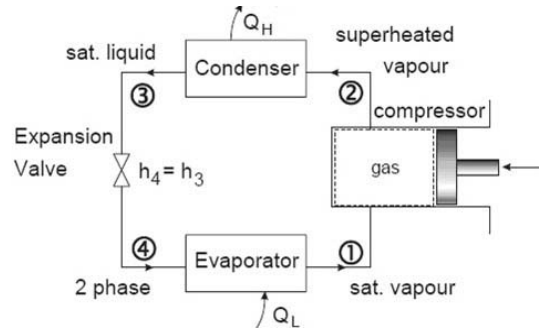 Q_H
sat. liquid
Condenser
superheated
vapour
③
②
compressor
Expansion
Valve
h₄ = h₃
gas
④
Evaporator
①
2 phase
sat. vapour
Q_L